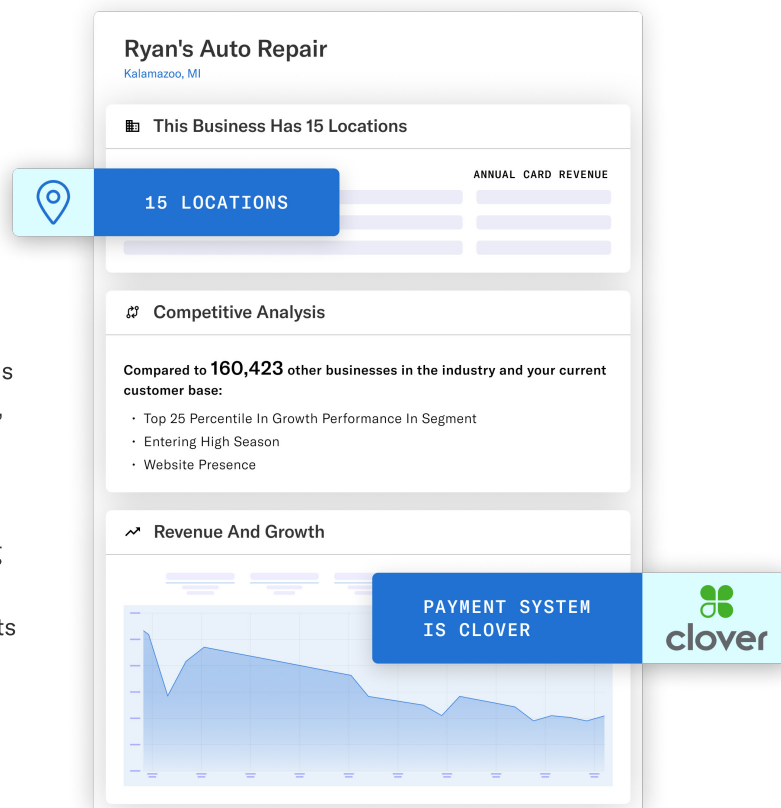 Ryan's Auto Repair
Kalamazoo, MI
This Business Has 15 Locations
ANNUAL CARD REVENUE
15 LOCATIONS
Competitive Analysis
Compared to 160,423 other businesses in the industry and your current
customer base:
• Top 25 Percentile In Growth Performance In Segment
• Entering High Season
• Website Presence
Revenue And Growth
PAYMENT SYSTEM
IS CLOVER
clover